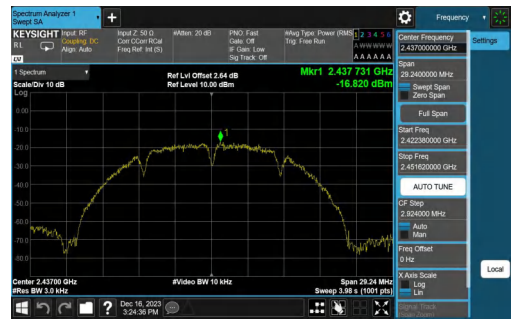 Spectrum Analyzer 1
Swept SA
Frequency
KEYSIGHT
Input: RF
Coupling: DC
Align: Auto
Input Z: 50 Ω
Corr CCorr RCal
Freq Ref: Int (S)
#Atten: 20 dB
PNO: Fast
Gate: Off
IF Gain: Low
Sig Track: Off
#Avg Type: Power (RMS
Trig: Free Run
1 2 3 4 5 6
A W W W W W
A A A A A A
RL
LXI
Center Frequency
2.437000000 GHz
Settings
Span
29.2400000 MHz
Swept Span
Zero Span
Full Span
Start Freq
2.422380000 GHz
Stop Freq
2.451620000 GHz
AUTO TUNE
CF Step
2.924000 MHz
Auto
Man
Freq Offset
0 Hz
X Axis Scale
Log
Lin
Signal Track
Local
1 Spectrum
Scale/Div 10 dB
Log
Ref Lvl Offset 2.64 dB
Ref Level 10.00 dBm
Mkr1 2.437 731 GHz
-16.820 dBm
1
0.00
-10.0
-20.0
-30.0
-40.0
-50.0
-60.0
-70.0
-80.0
Center 2.43700 GHz
#Res BW 3.0 kHz
#Video BW 10 kHz
Span 29.24 MHz
Sweep 3.98 s (1001 pts)
Dec 16, 2023
3:24:36 PM